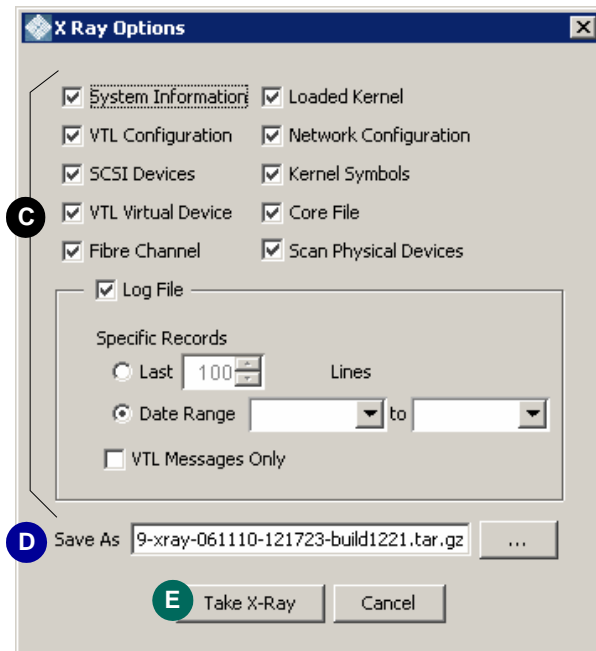 X Ray Options
System Information Loaded Kernel
VTL Configuration Network Configuration
SCSI Devices Kernel Symbols
C
VTL Virtual Device Core File
Fibre Channel Scan Physical Devices
Log File
Specific Records
Last 100 Lines
Date Range to
VTL Messages Only
D Save As 9-xray-061110-121723-build1221.tar.gz ...
E Take X-Ray Cancel